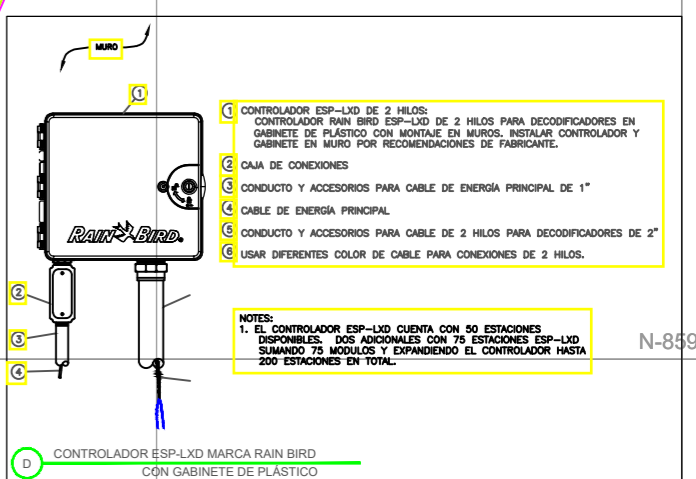 MURO
1
1 CONTROLADOR ESP-LXD DE 2 HILOS:
CONTROLADOR RAIN BIRD ESP-LXD DE 2 HILOS PARA DECODIFICADORES EN
GABINETE DE PLÁSTICO CON MONTAJE EN MUROS. INSTALAR CONTROLADOR Y
GABINETE EN MURO POR RECOMENDACIONES DE FABRICANTE.
2 CAJA DE CONEXIONES
3 CONDUCTO Y ACCESORIOS PARA CABLE DE ENERGÍA PRINCIPAL DE 1"
4 CABLE DE ENERGÍA PRINCIPAL
5 CONDUCTO Y ACCESORIOS PARA CABLE DE 2 HILOS PARA DECODIFICADORES DE 2"
6 USAR DIFERENTES COLOR DE CABLE PARA CONEXIONES DE 2 HILOS.
RAIN BIRD
2
3
4
NOTES:
1. EL CONTROLADOR ESP-LXD CUENTA CON 50 ESTACIONES
DISPONIBLES. DOS ADICIONALES CON 75 ESTACIONES ESP-LXD
SUMANDO 75 MODULOS Y EXPANDIENDO EL CONTROLADOR HASTA
200 ESTACIONES EN TOTAL.
N-859
D
CONTROLADOR ESP-LXD MARCA RAIN BIRD
CON GABINETE DE PLÁSTICO